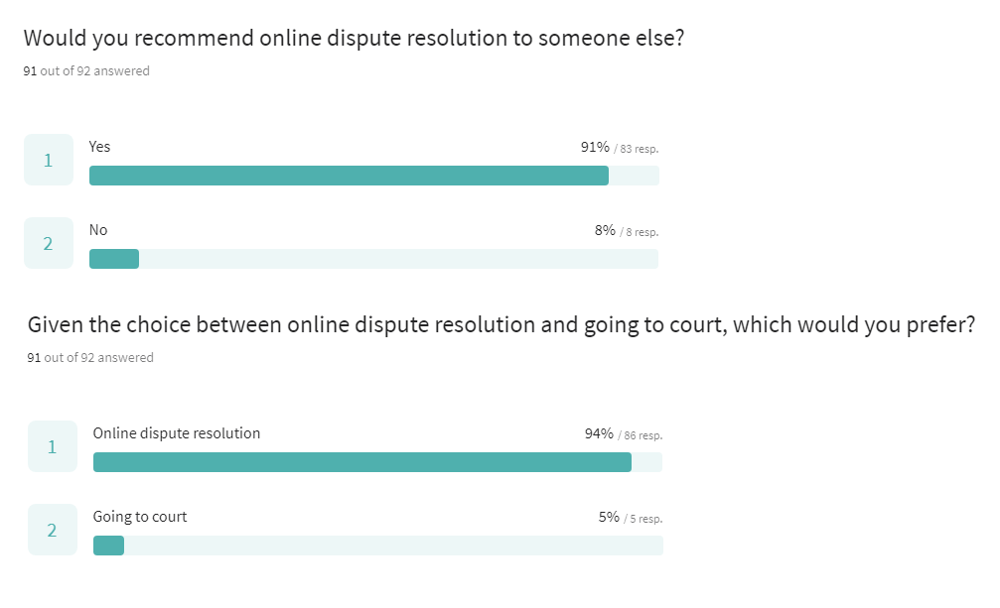 Would you recommend online dispute resolution to someone else?
91 out of 92 answered
1 Yes 91% / 83 resp.
2 No 8% / 8 resp.
Given the choice between online dispute resolution and going to court, which would you prefer?
91 out of 92 answered
1 Online dispute resolution 94% / 86 resp.
2 Going to court 5% / 5 resp.